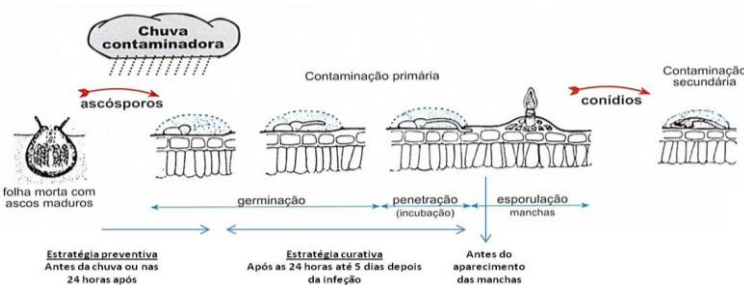 Chuva
contaminadora
Contaminação primária
Contaminação
secundária
ascósporos
conídios
folha morta com
ascos maduros
germinação
penetração
(incubação)
esporulação
manchas
Estratégia preventiva
Antes da chuva ou nas
24 horas após
Estratégia curativa
Após as 24 horas até 5 dias depois
da infeção
Antes do
aparecimento
das manchas